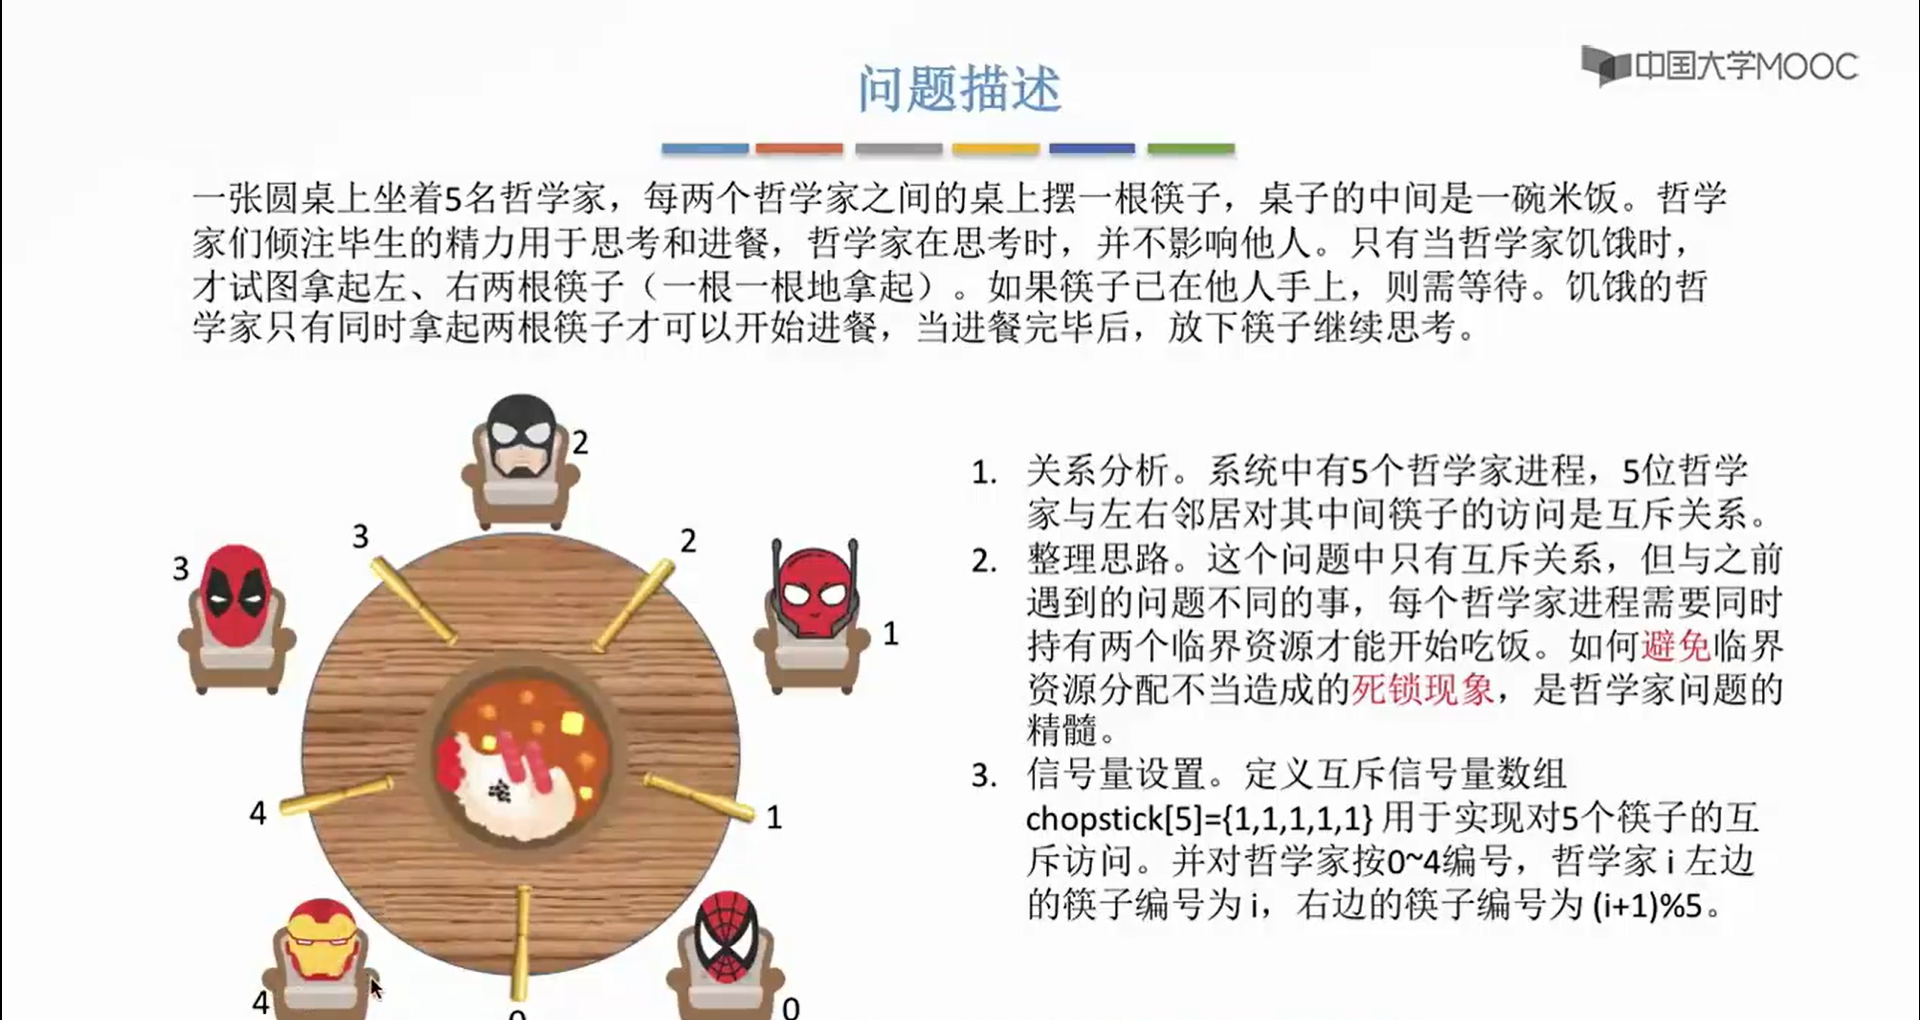 中国大学MOOC
问题描述
一张圆桌上坐着5名哲学家，每两个哲学家之间的桌上摆一根筷子，桌子的中间是一碗米饭。哲学
家们倾注毕生的精力用于思考和进餐，哲学家在思考时，并不影响他人。只有当哲学家饥饿时，
才试图拿起左、右两根筷子（一根一根地拿起）。如果筷子已在他人手上，则需等待。饥饿的哲
学家只有同时拿起两根筷子才可以开始进餐，当进餐完毕后，放下筷子继续思考。
2
3
2
3
1
4
1
4
0
0
1. 关系分析。系统中有5个哲学家进程，5位哲学
家与左右邻居对其中间筷子的访问是互斥关系。
2. 整理思路。这个问题中只有互斥关系，但与之前
遇到的问题不同的事，每个哲学家进程需要同时
持有两个临界资源才能开始吃饭。如何避免临界
资源分配不当造成的死锁现象，是哲学家问题的
精髓。
3. 信号量设置。定义互斥信号量数组
chopstick[5]={1,1,1,1,1} 用于实现对5个筷子的互
斥访问。并对哲学家按0~4编号，哲学家 i 左边
的筷子编号为 i，右边的筷子编号为 (i+1)%5。